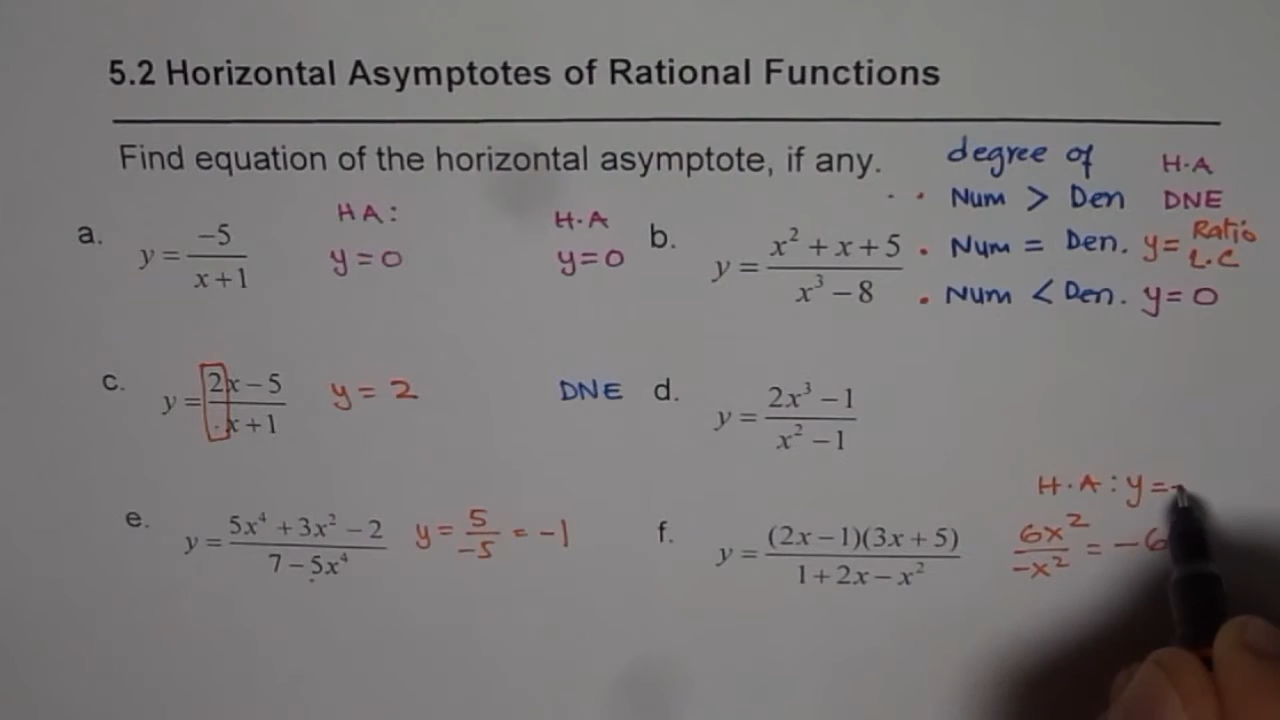 5.2 Horizontal Asymptotes of Rational Functions
Find equation of the horizontal asymptote, if any.
degree of H.A
Num > Den DNE
Num = Den. y = Ratio L.C
Num < Den. y = 0
a. y = -5/(x+1) HA: y = 0
b. y = (x² + x + 5)/(x³ - 8) H.A y = 0
c. y = (2x - 5)/(x + 1) y = 2
d. y = (2x³ - 1)/(x² - 1) DNE
e. y = (5x⁴ + 3x² - 2)/(7 - 5x⁴) y = 5/-5 = -1
f. y = (2x - 1)(3x + 5)/(1 + 2x - x²) 6x²/-x² = -6
H.A: y = -